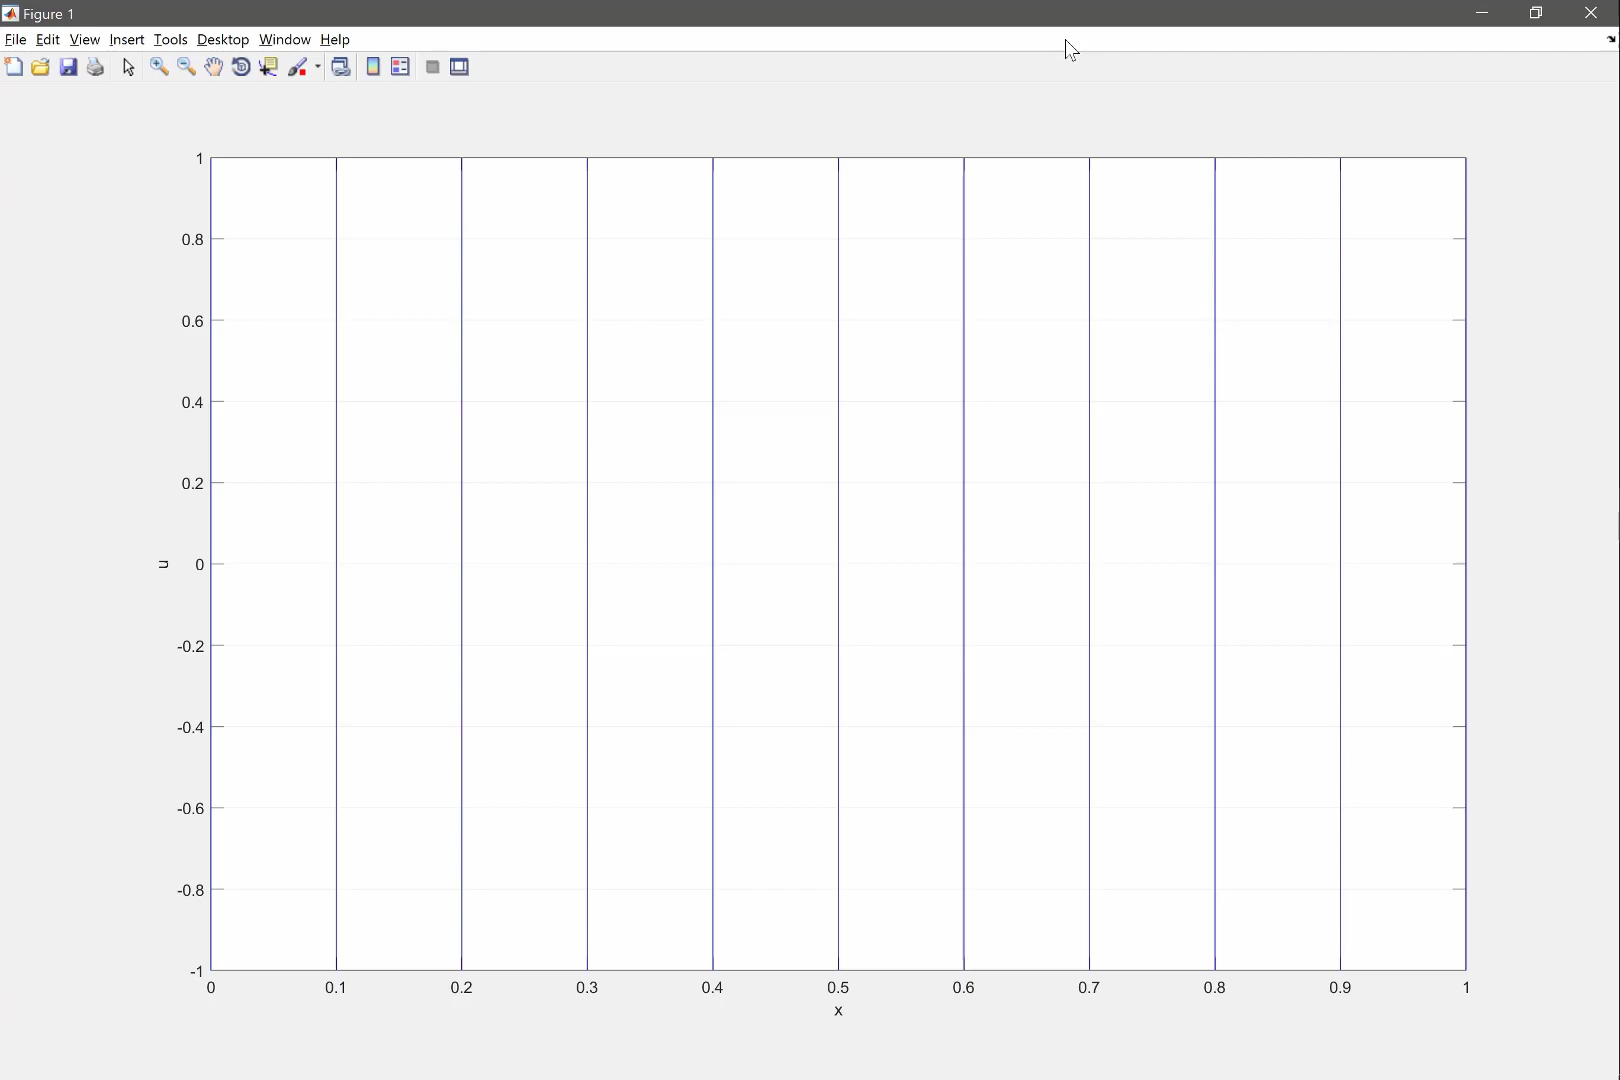 Figure 1
File Edit View Insert Tools Desktop Window Help
1
0.8
0.6
0.4
0.2
0
-0.2
-0.4
-0.6
-0.8
-1
u
0 0.1 0.2 0.3 0.4 0.5 0.6 0.7 0.8 0.9 1
x